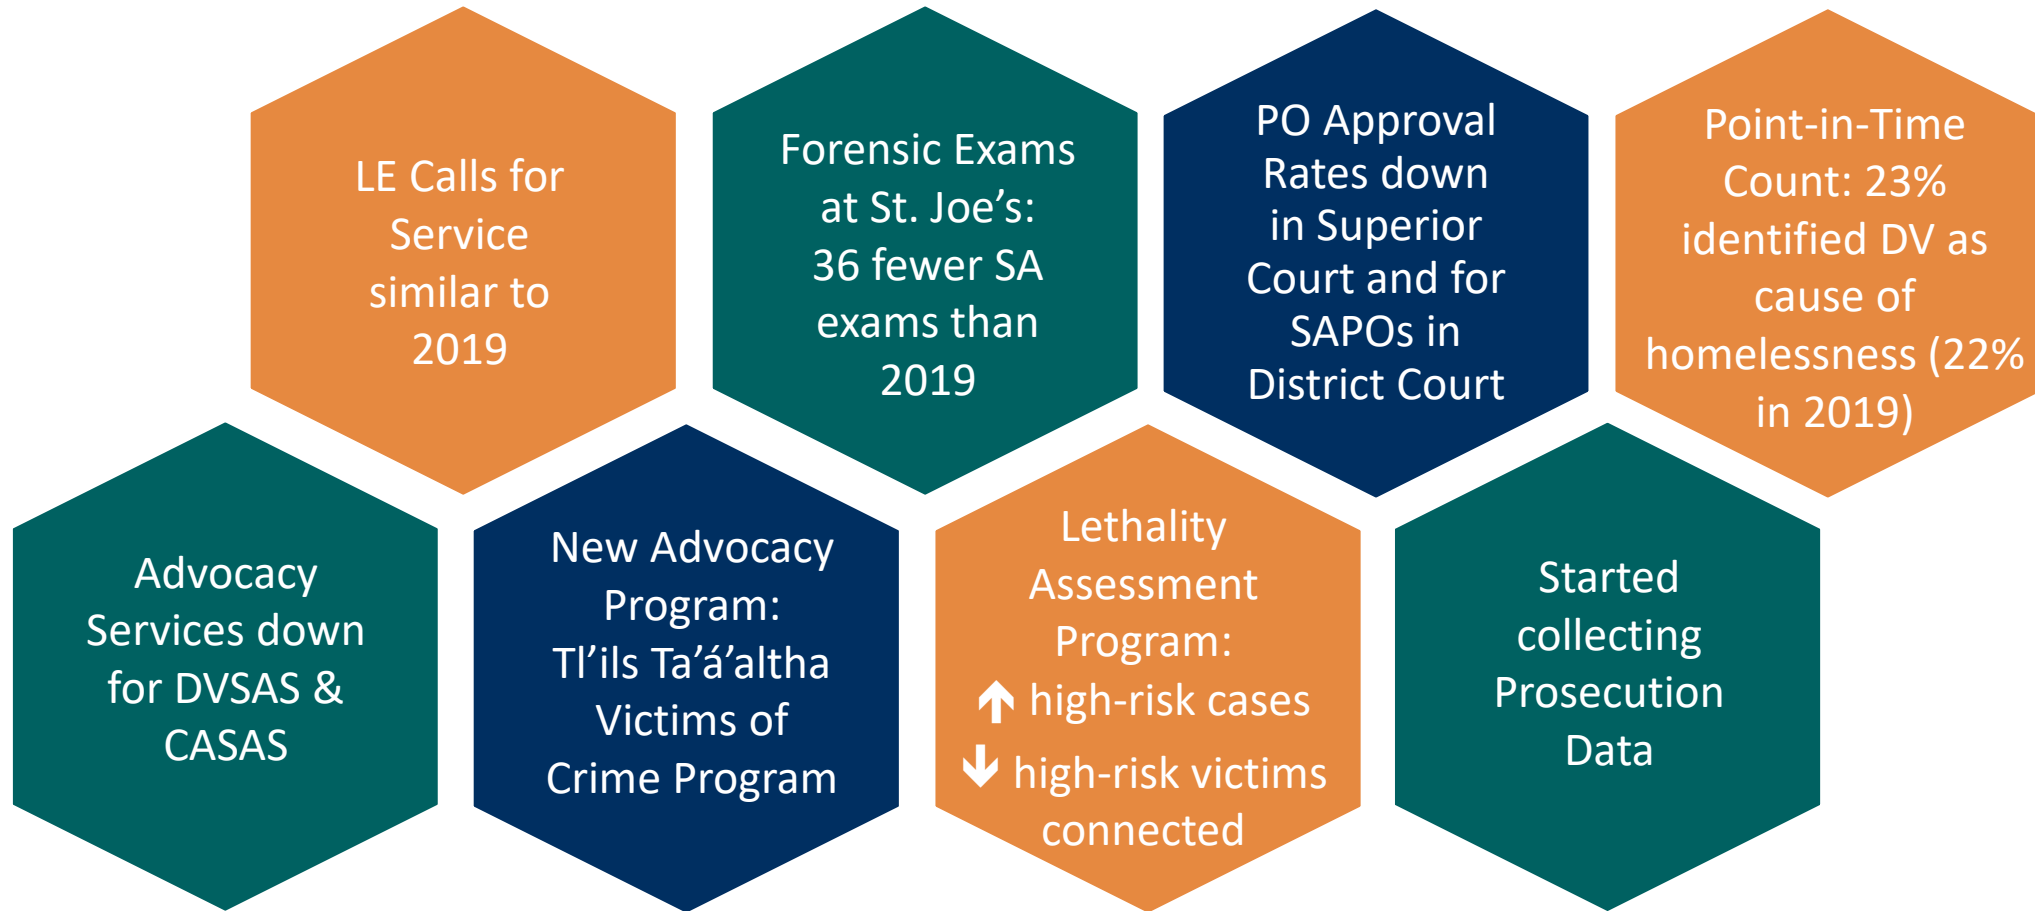 LE Calls for
Service
similar to
2019
Forensic Exams
at St. Joe’s:
36 fewer SA
exams than
2019
PO Approval
Rates down
in Superior
Court and for
SAPOs in
District Court
Point-in-Time
Count: 23%
identified DV as
cause of
homelessness (22%
in 2019)
Advocacy
Services down
for DVSAS &
CASAS
New Advocacy
Program:
Tl’ils Ta’á’altha
Victims of
Crime Program
Lethality
Assessment
Program:
↑ high-risk cases
↓ high-risk victims
connected
Started
collecting
Prosecution
Data